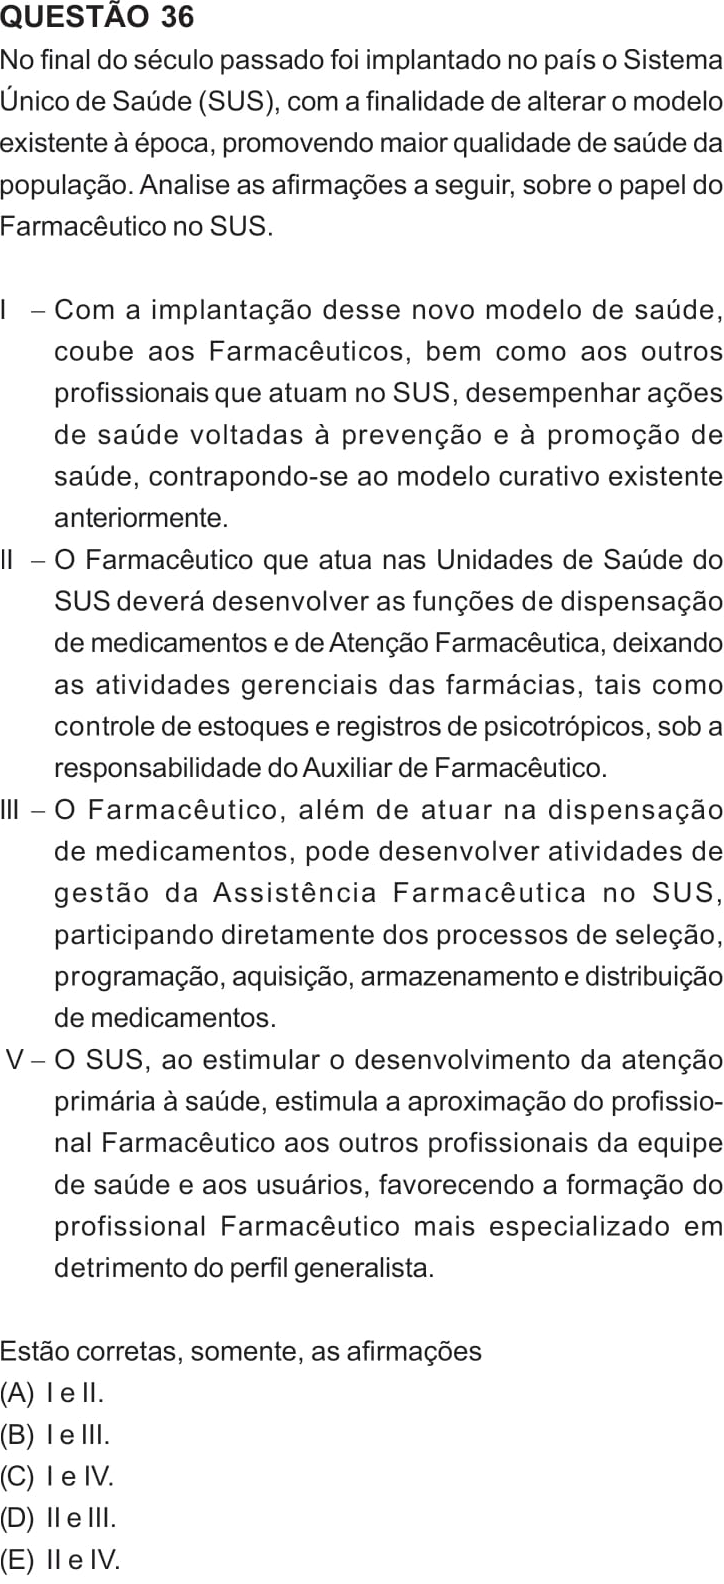 QUESTÃO 36
No final do século passado foi implantado no país o Sistema
Único de Saúde (SUS), com a finalidade de alterar o modelo
existente à época, promovendo maior qualidade de saúde da
população. Analise as afirmações a seguir, sobre o papel do
Farmacêutico no SUS.
I – Com a implantação desse novo modelo de saúde,
coube aos Farmacêuticos, bem como aos outros
profissionais que atuam no SUS, desempenhar ações
de saúde voltadas à prevenção e à promoção de
saúde, contrapondo-se ao modelo curativo existente
anteriormente.
II – O Farmacêutico que atua nas Unidades de Saúde do
SUS deverá desenvolver as funções de dispensação
de medicamentos e de Atenção Farmacêutica, deixando
as atividades gerenciais das farmácias, tais como
controle de estoques e registros de psicotrópicos, sob a
responsabilidade do Auxiliar de Farmacêutico.
III – O Farmacêutico, além de atuar na dispensação
de medicamentos, pode desenvolver atividades de
gestão da Assistência Farmacêutica no SUS,
participando diretamente dos processos de seleção,
programação, aquisição, armazenamento e distribuição
de medicamentos.
V – O SUS, ao estimular o desenvolvimento da atenção
primária à saúde, estimula a aproximação do profissio-
nal Farmacêutico aos outros profissionais da equipe
de saúde e aos usuários, favorecendo a formação do
profissional Farmacêutico mais especializado em
detrimento do perfil generalista.
Estão corretas, somente, as afirmações
(A) I e II.
(B) I e III.
(C) I e IV.
(D) II e III.
(E) II e IV.